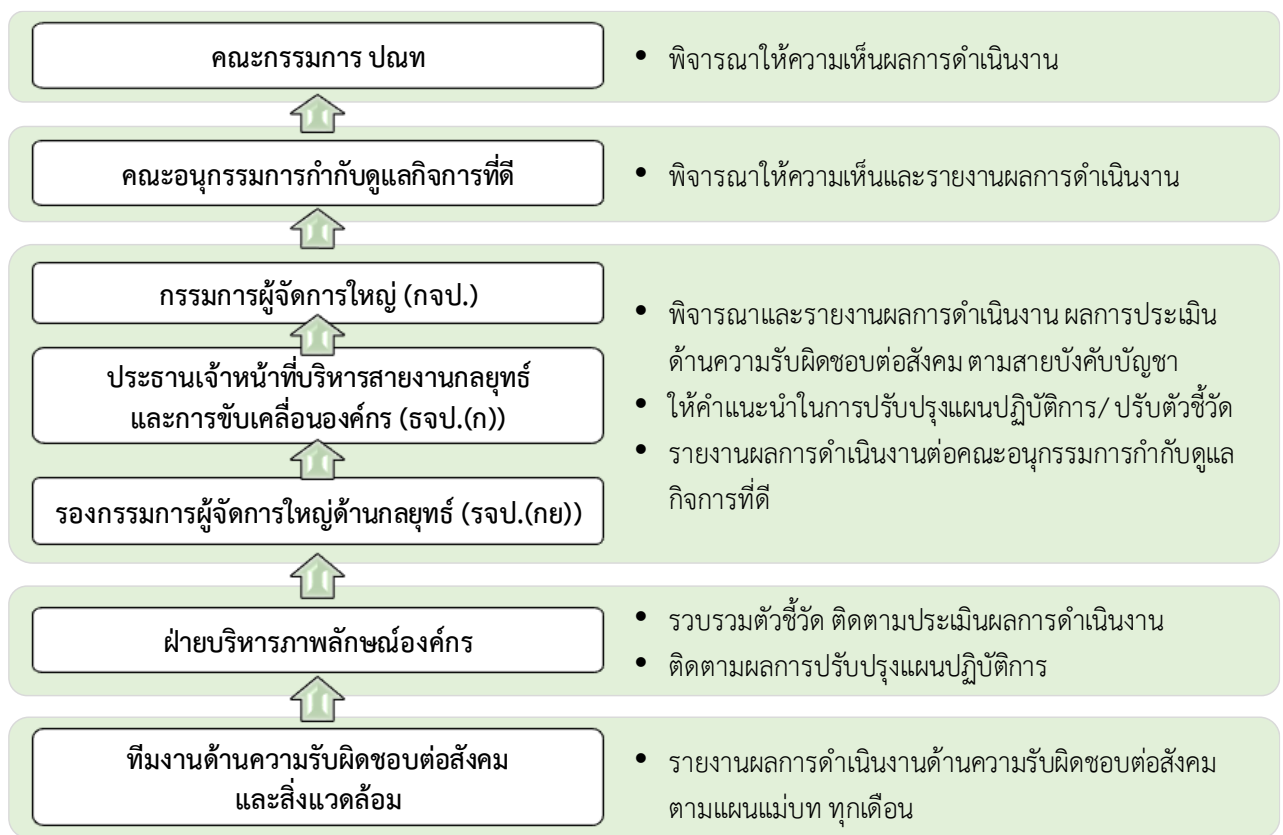 คณะกรรมการ ปณท
• พิจารณาให้ความเห็นผลการดำเนินงาน
คณะอนุกรรมการกำกับดูแลกิจการที่ดี
• พิจารณาให้ความเห็นและรายงานผลการดำเนินงาน
กรรมการผู้จัดการใหญ่ (กจป.)
ประธานเจ้าหน้าที่บริหารสายงานกลยุทธ์
และการขับเคลื่อนองค์กร (ธจป.(ก))
รองกรรมการผู้จัดการใหญ่ด้านกลยุทธ์ (รจป.(กย))
• พิจารณาและรายงานผลการดำเนินงาน ผลการประเมิน
ด้านความรับผิดชอบต่อสังคม ตามสายบังคับบัญชา
• ให้คำแนะนำในการปรับปรุงแผนปฏิบัติการ/ ปรับตัวชี้วัด
• รายงานผลการดำเนินงานต่อคณะอนุกรรมการกำกับดูแล
กิจการที่ดี
ฝ่ายบริหารภาพลักษณ์องค์กร
• รวบรวมตัวชี้วัด ติดตามประเมินผลการดำเนินงาน
• ติดตามผลการปรับปรุงแผนปฏิบัติการ
ทีมงานด้านความรับผิดชอบต่อสังคม
และสิ่งแวดล้อม
• รายงานผลการดำเนินงานด้านความรับผิดชอบต่อสังคม
ตามแผนแม่บท ทุกเดือน